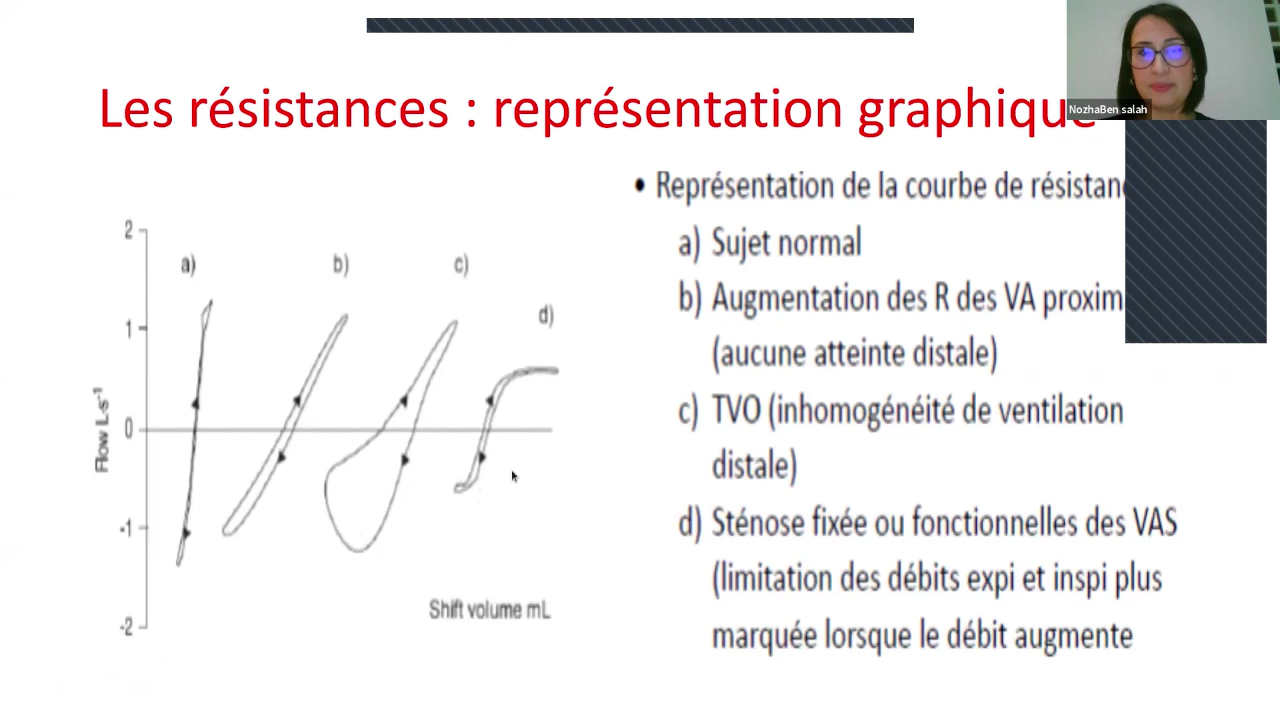 Les résistances : représentation graphique
NozhaBen salah
• Représentation de la courbe de
a) Sujet normal
b) Augmentation des R des VA
(aucune atteinte distale)
c) TVO (inhomogénéité de ventilation
distale)
d) Sténose fixée ou fonctionnelles des VAS
(limitation des débits expi et inspi plus
marquée lorsque le débit augmente
2
a)
b)
c)
d)
1
0
-1
-2
Flow L·s⁻¹
Shift volume mL